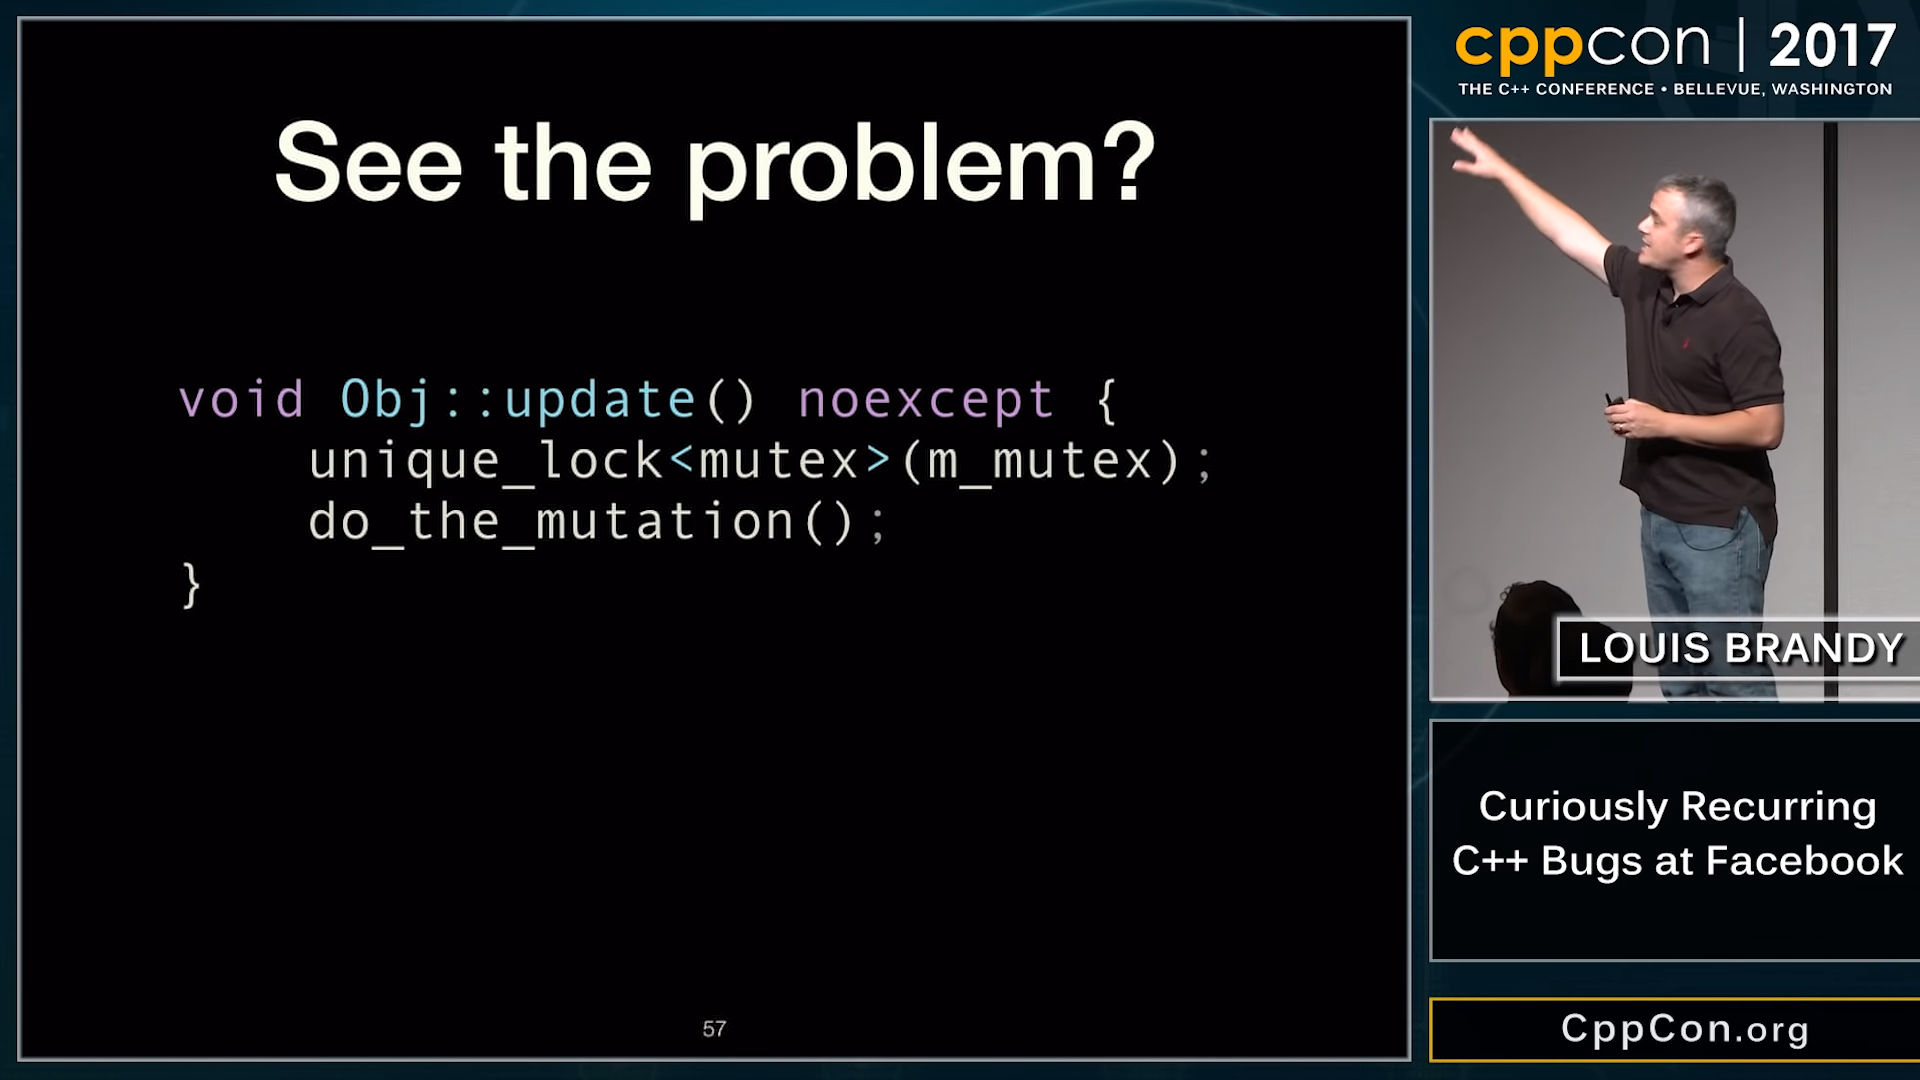 See the problem?
void Obj::update() noexcept {
    unique_lock<mutex>(m_mutex);
    do_the_mutation();
}
57
cppcon | 2017
THE C++ CONFERENCE • BELLEVUE, WASHINGTON
LOUIS BRANDY
Curiously Recurring
C++ Bugs at Facebook
CppCon.org